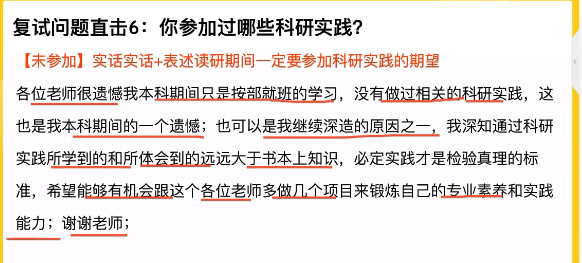 复试问题直击6：你参加过哪些科研实践？
【未参加】实话实话+表述读研期间一定要参加科研实践的期望
各位老师很遗憾我本科期间只是按部就班的学习，没有做过相关的科研实践，这
也是我本科期间的一个遗憾；也可以是我继续深造的原因之一，我深知通过科研
实践所学到的和所体会到的远远大于书本上知识，必定实践才是检验真理的标
准，希望能够有机会跟这个各位老师多做几个项目来锻炼自己的专业素养和实践
能力；谢谢老师；